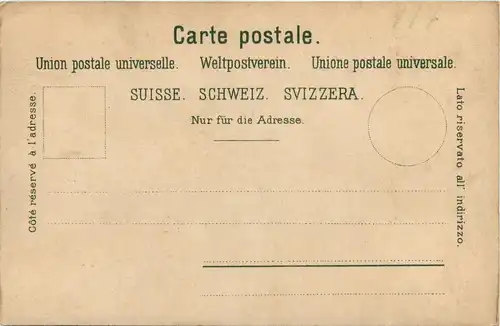 Carte postale.
Union postale universelle. Weltpostverein. Unione postale universale.
SUISSE. SCHWEIZ. SVIZZERA.
Nur für die Adresse.
Côté réservé à l'adresse.
Lato riservato all' indirizzo.